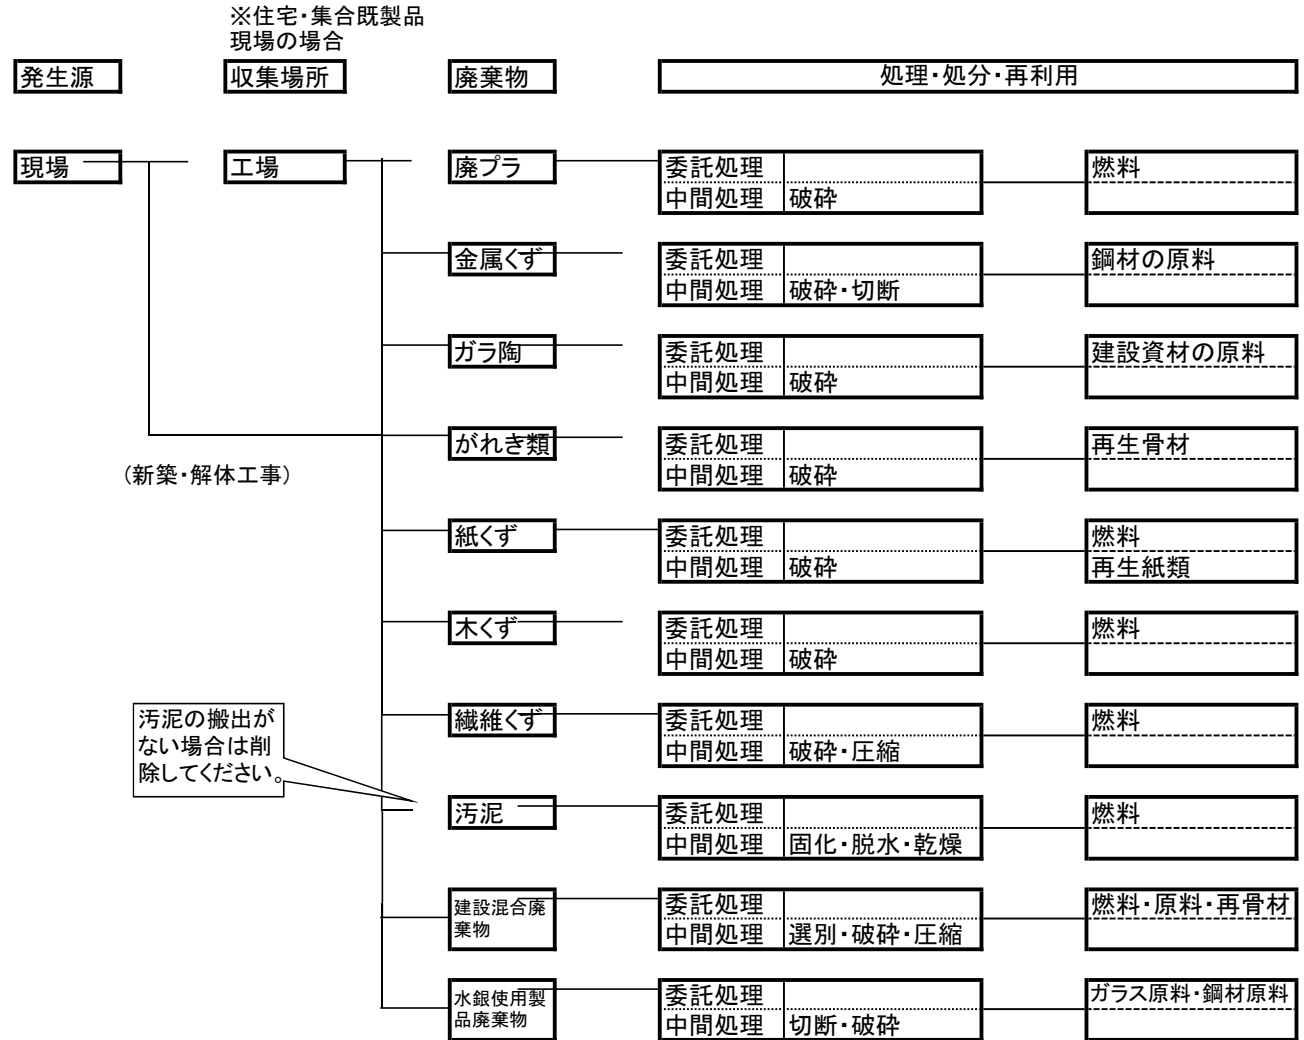 ※住宅・集合既製品
現場の場合
発生源
収集場所
廃棄物
処理・処分・再利用
現場
工場
廃プラ
委託処理
中間処理 破砕
燃料
金属くず
委託処理
中間処理 破砕・切断
鋼材の原料
ガラ陶
委託処理
中間処理 破砕
建設資材の原料
がれき類
委託処理
中間処理 破砕
再生骨材
(新築・解体工事)
紙くず
委託処理
中間処理 破砕
燃料
再生紙類
木くず
委託処理
中間処理 破砕
燃料
繊維くず
委託処理
中間処理 破砕・圧縮
燃料
汚泥の搬出が
ない場合は削
除してください。
汚泥
委託処理
中間処理 固化・脱水・乾燥
燃料
建設混合廃
棄物
委託処理
中間処理 選別・破砕・圧縮
燃料・原料・再骨材
水銀使用製
品廃棄物
委託処理
中間処理 切断・破砕
ガラス原料・鋼材原料